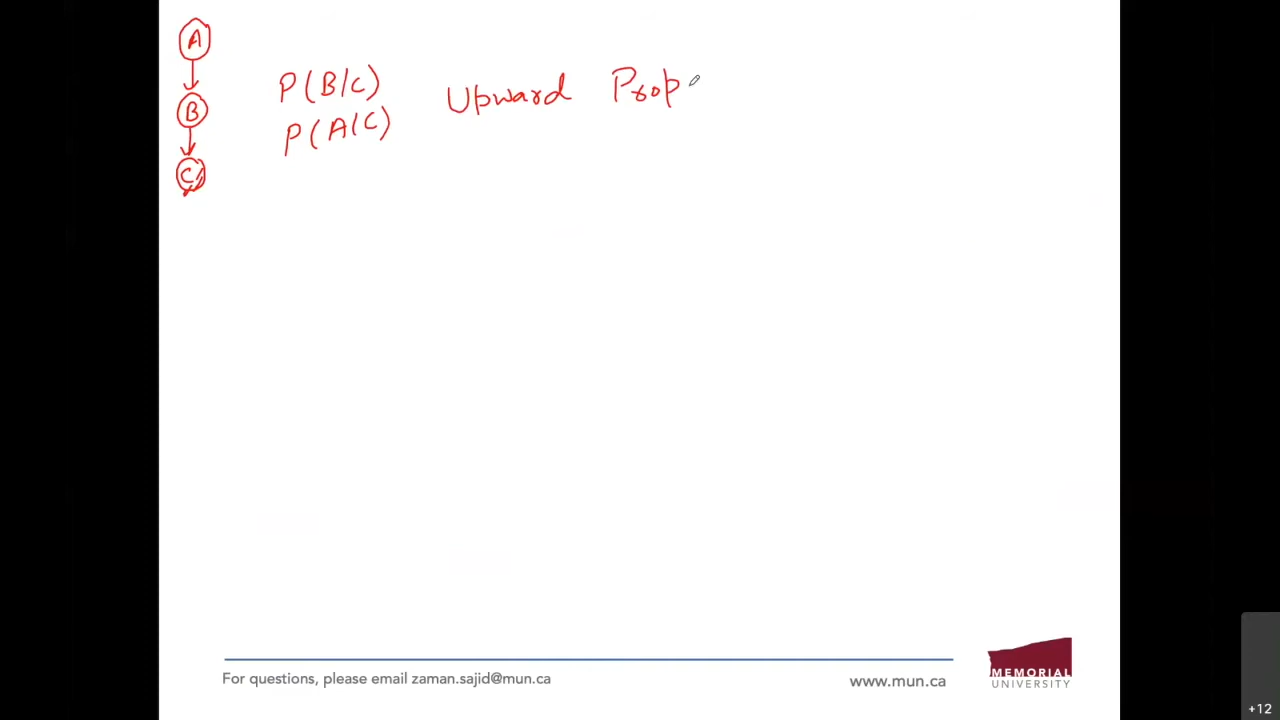 A
B
C
P(B/C)
P(A/C)
Upward Prop
For questions, please email zaman.sajid@mun.ca
www.mun.ca
MEMORIAL
UNIVERSITY
+12